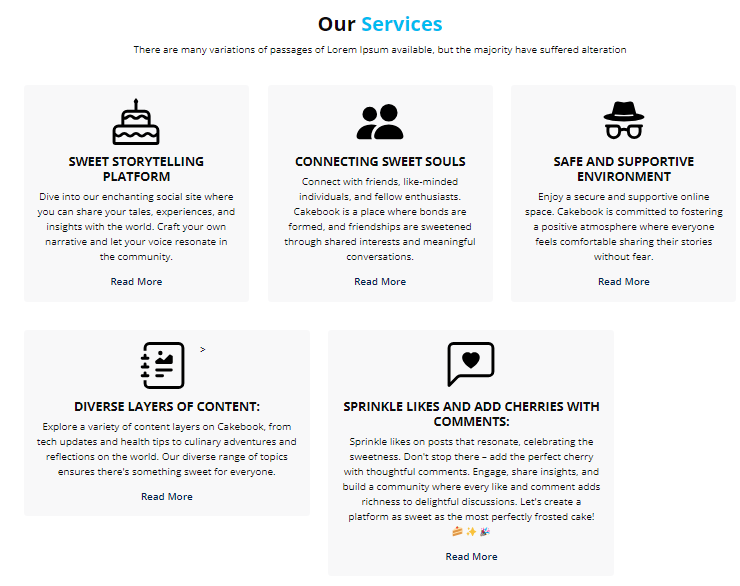 Our Services
There are many variations of passages of Lorem Ipsum available, but the majority have suffered alteration
SWEET STORYTELLING
PLATFORM
Dive into our enchanting social site where
you can share your tales, experiences, and
insights with the world. Craft your own
narrative and let your voice resonate in
the community.
Read More
CONNECTING SWEET SOULS
Connect with friends, like-minded
individuals, and fellow enthusiasts.
Cakebook is a place where bonds are
formed, and friendships are sweetened
through shared interests and meaningful
conversations.
Read More
SAFE AND SUPPORTIVE
ENVIRONMENT
Enjoy a secure and supportive online
space. Cakebook is committed to fostering
a positive atmosphere where everyone
feels comfortable sharing their stories
without fear.
Read More
>
DIVERSE LAYERS OF CONTENT:
Explore a variety of content layers on Cakebook, from
tech updates and health tips to culinary adventures and
reflections on the world. Our diverse range of topics
ensures there's something sweet for everyone.
Read More
SPRINKLE LIKES AND ADD CHERRIES WITH
COMMENTS:
Sprinkle likes on posts that resonate, celebrating the
sweetness. Don't stop there – add the perfect cherry
with thoughtful comments. Engage, share insights, and
build a community where every like and comment adds
richness to delightful discussions. Let's create a
platform as sweet as the most perfectly frosted cake!
🍰✨🎉
Read More